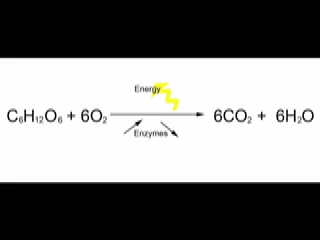 Energy
C₆H₁₂O₆ + 6O₂ 6CO₂ + 6H₂O
Enzymes